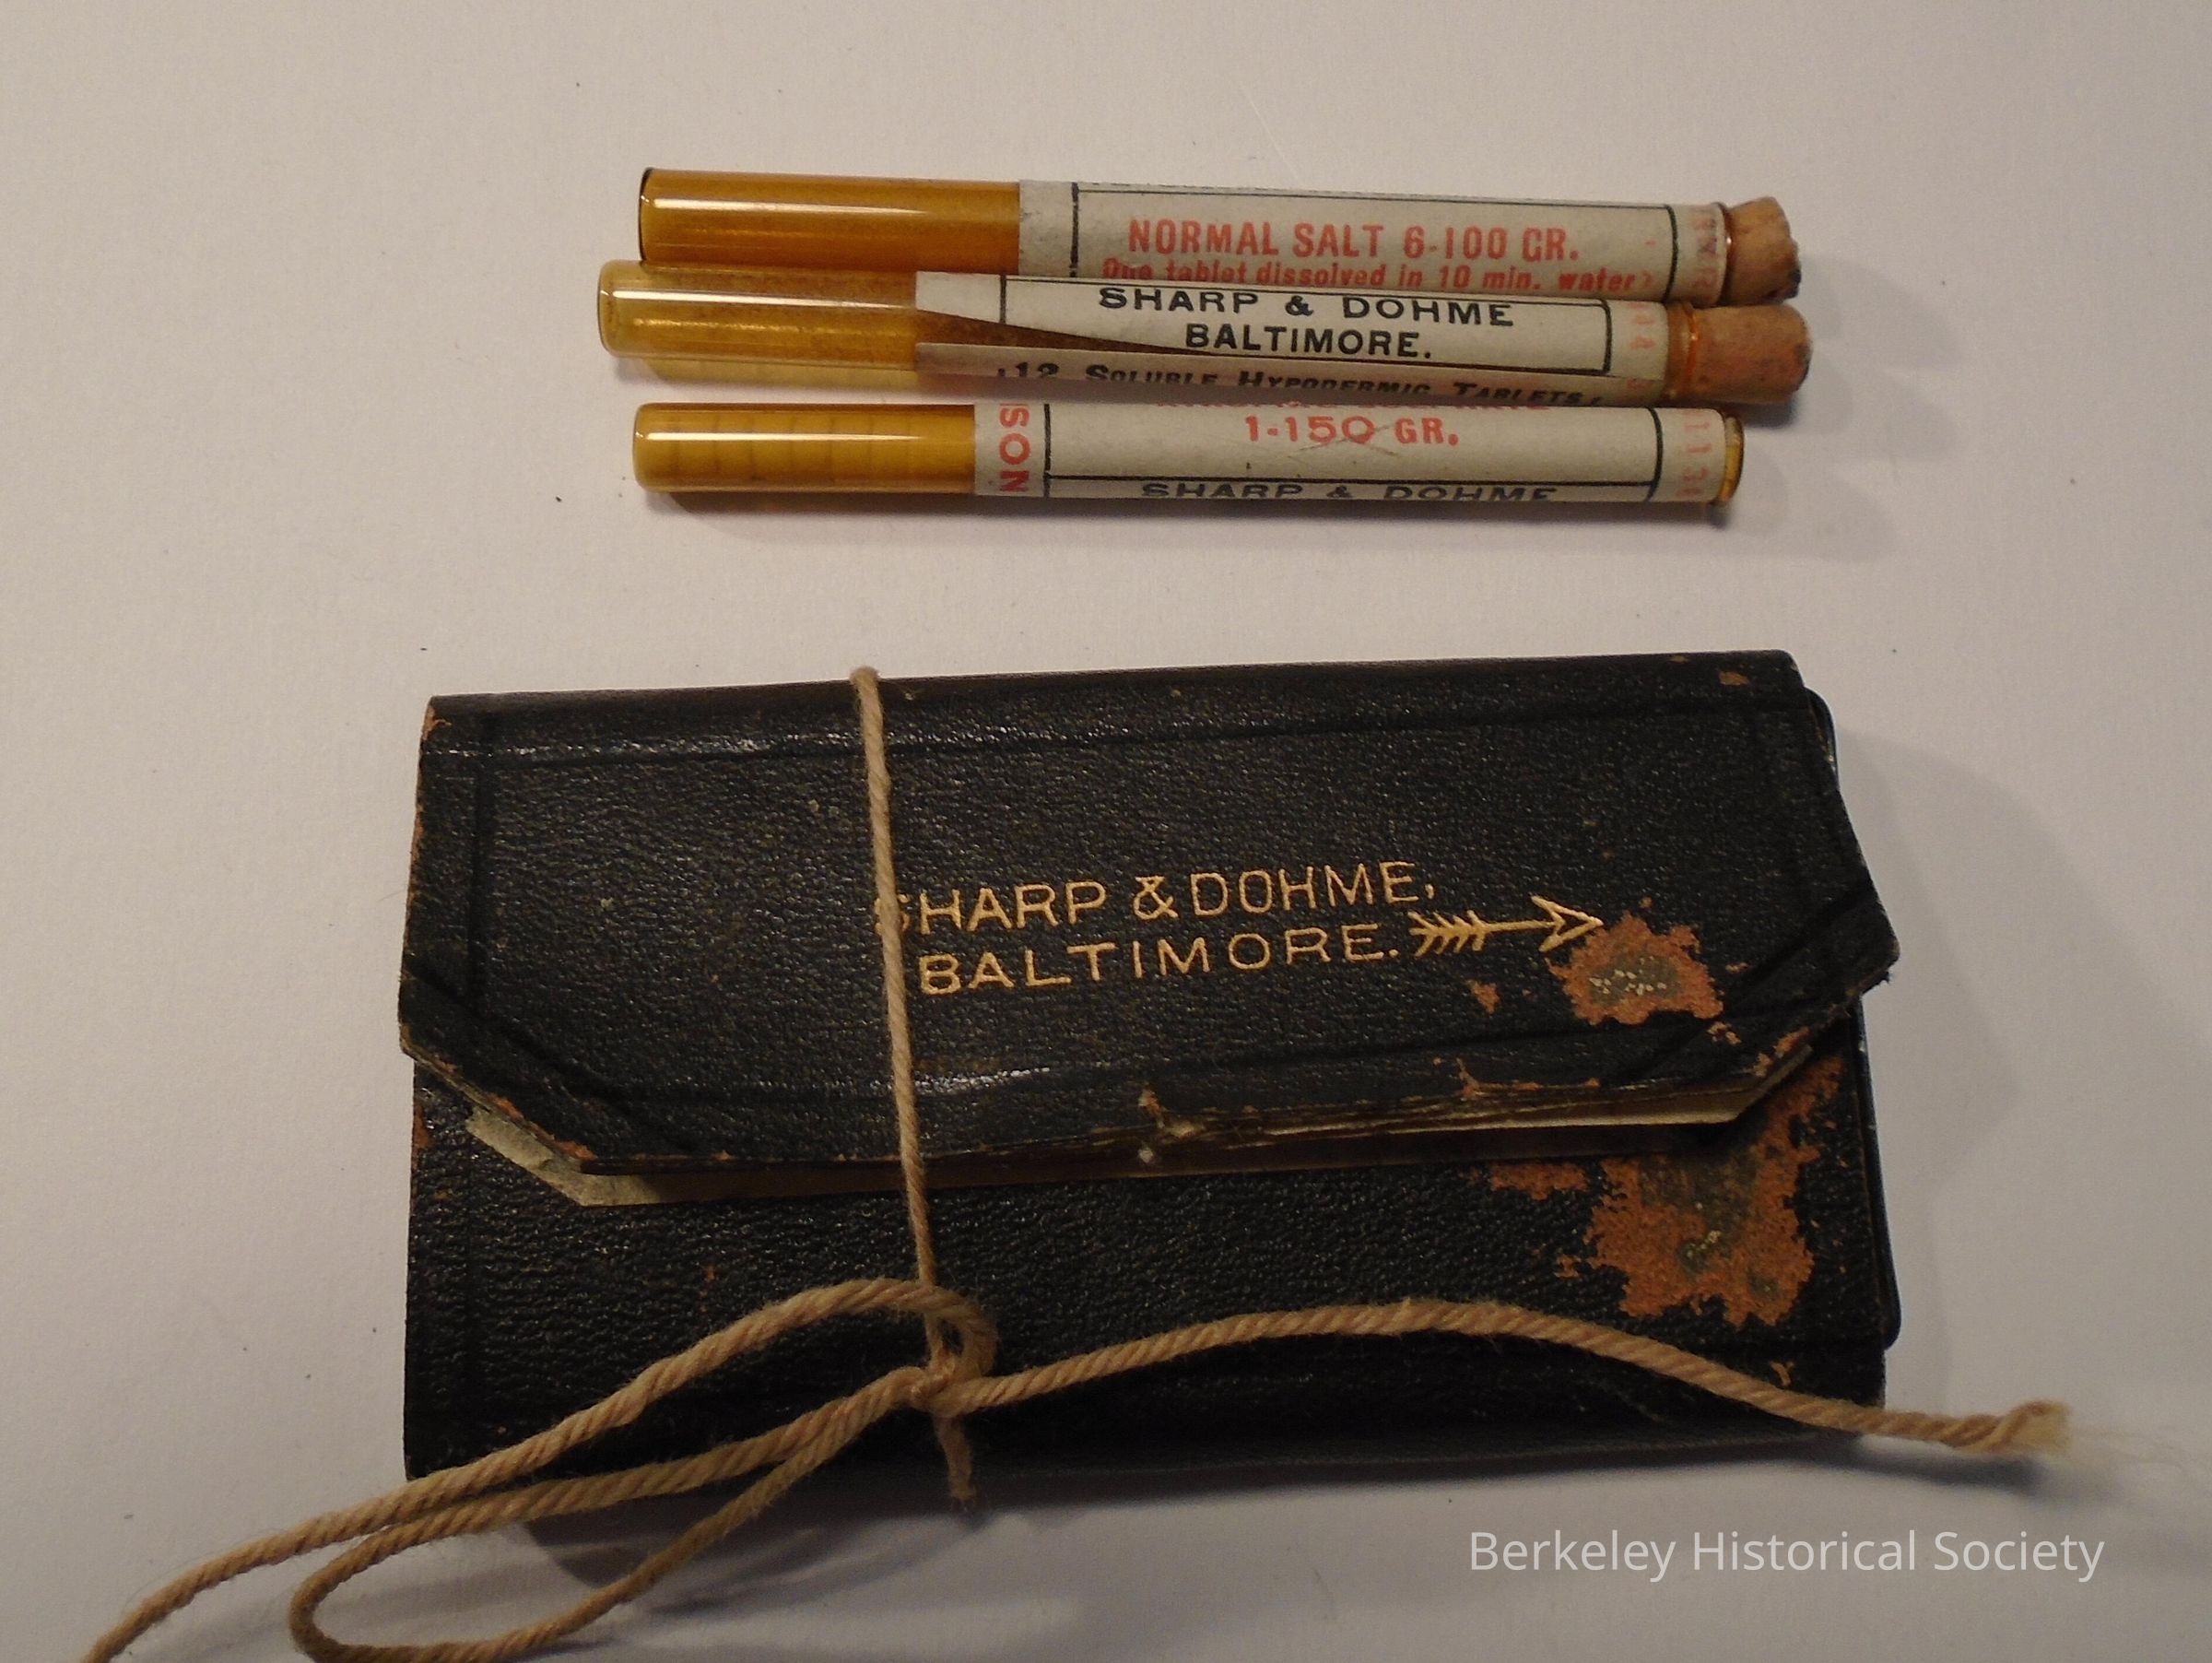 NORMAL SALT 6-100 GR.
One tablet dissolved in 10 min. water
SHARP & DOHME
BALTIMORE.
12 SOLUBLE HYPODERMIC TABLETS,
1-150 GR.
SHARP & DOHME
SON
SHARP & DOHME,
BALTIMORE.
Berkeley Historical Society